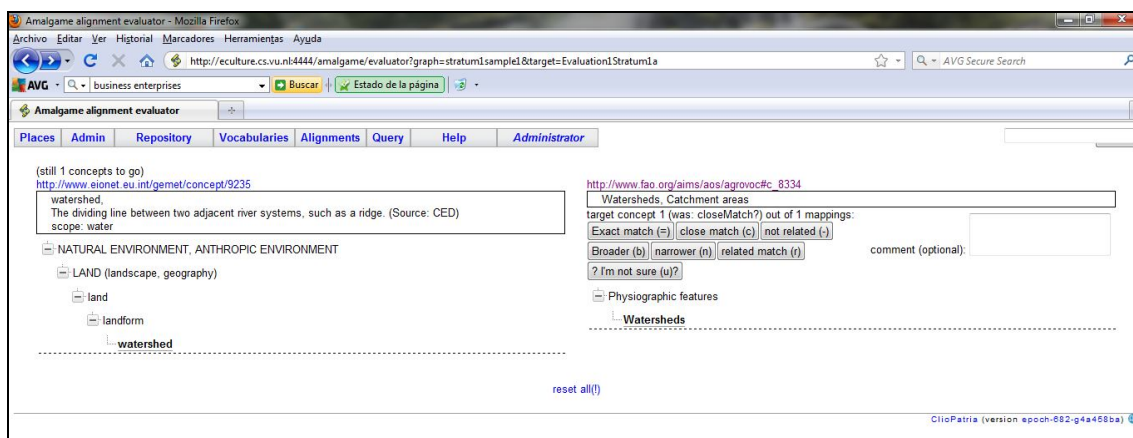 Amalgame alignment evaluator - Mozilla Firefox
Archivo Editar Ver Historial Marcadores Herramientas Ayuda
http://eculture.cs.vu.nl:4444/amalgame/evaluator?graph=stratum1sample1&target=Evaluation1Stratum1a
AVG Secure Search
AVG business enterprises Buscar Estado de la página
Amalgame alignment evaluator
Places Admin Repository Vocabularies Alignments Query Help Administrator
(still 1 concepts to go)
http://www.eionet.eu.int/gemet/concept/9235
watershed,
The dividing line between two adjacent river systems, such as a ridge. (Source: CED)
scope: water
NATURAL ENVIRONMENT, ANTHROPIC ENVIRONMENT
LAND (landscape, geography)
land
landform
watershed
http://www.fao.org/aims/aos/agrovoc#c_8334
Watersheds, Catchment areas
target concept 1 (was: closeMatch?) out of 1 mappings:
Exact match (=) close match (c) not related (-)
Broader (b) narrower (n) related match (r) comment (optional):
? I'm not sure (u)?
Physiographic features
Watersheds
reset all(!)
ClioPatria (version epoch-682-g4a458ba)